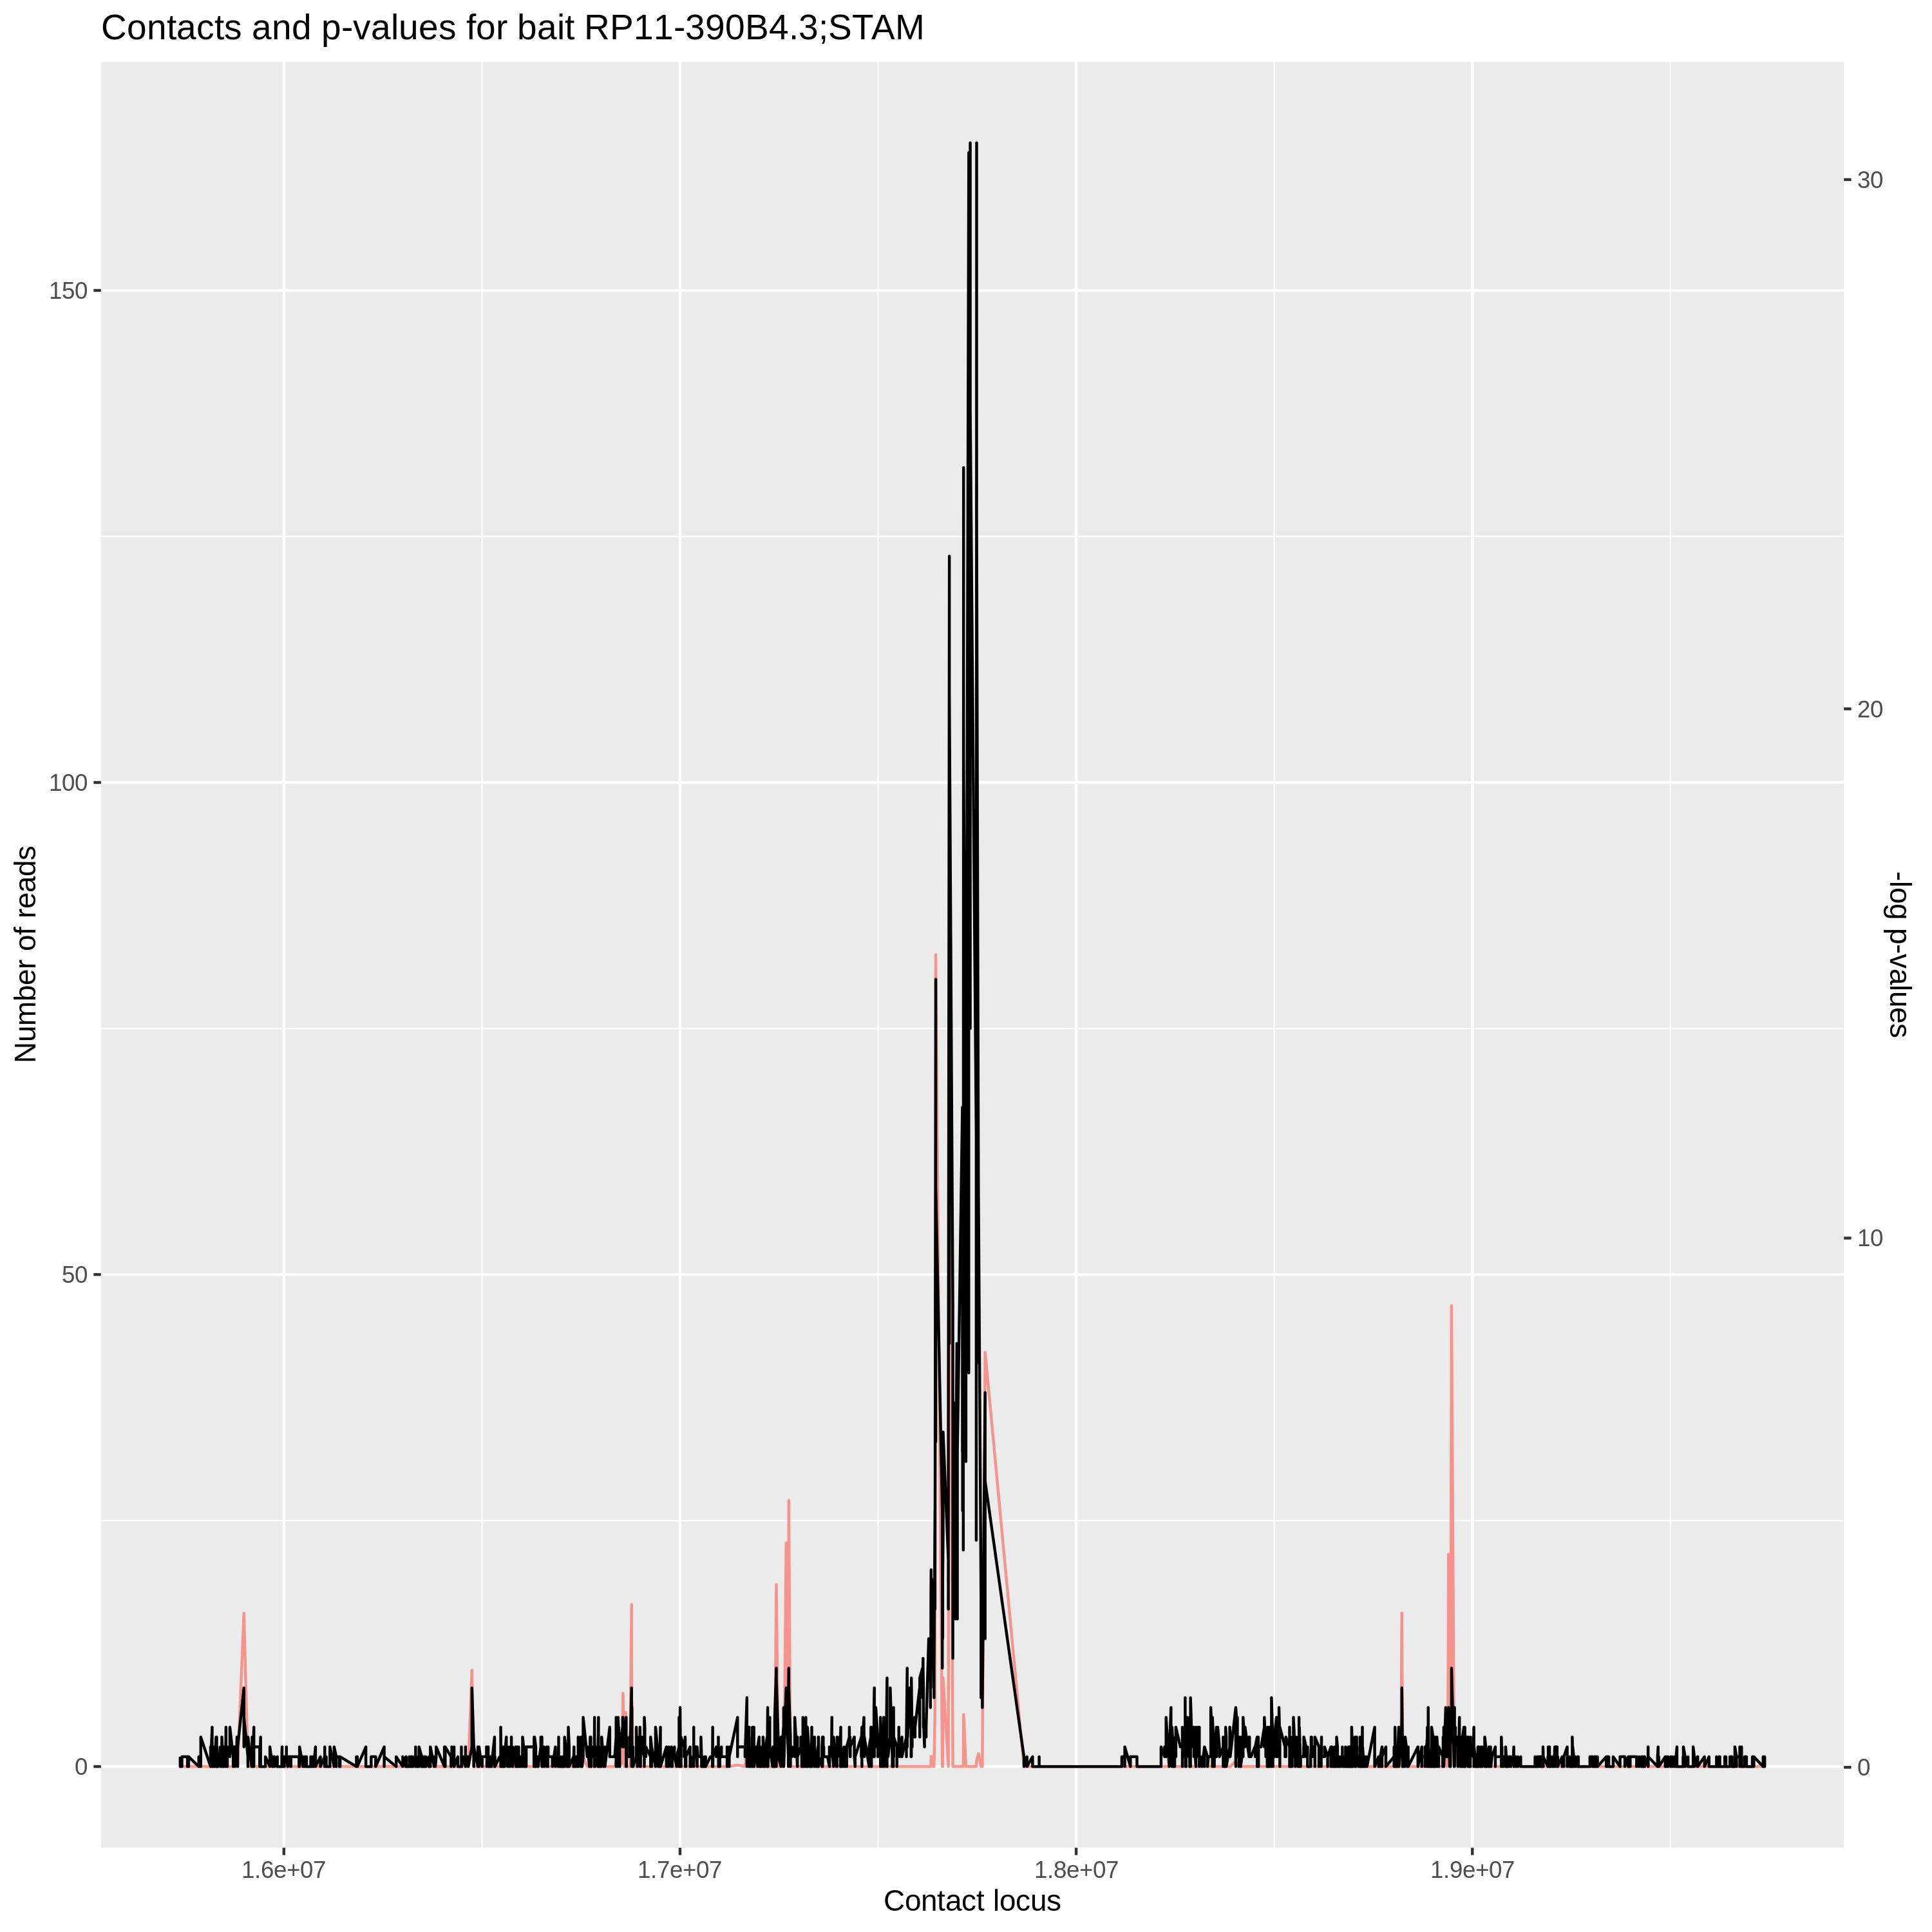 Contacts and p-values for bait RP11-390B4.3;STAM
150
100
50
0
Number of reads
30
20
10
0
-log p-values
1.6e+07
1.7e+07
1.8e+07
1.9e+07
Contact locus